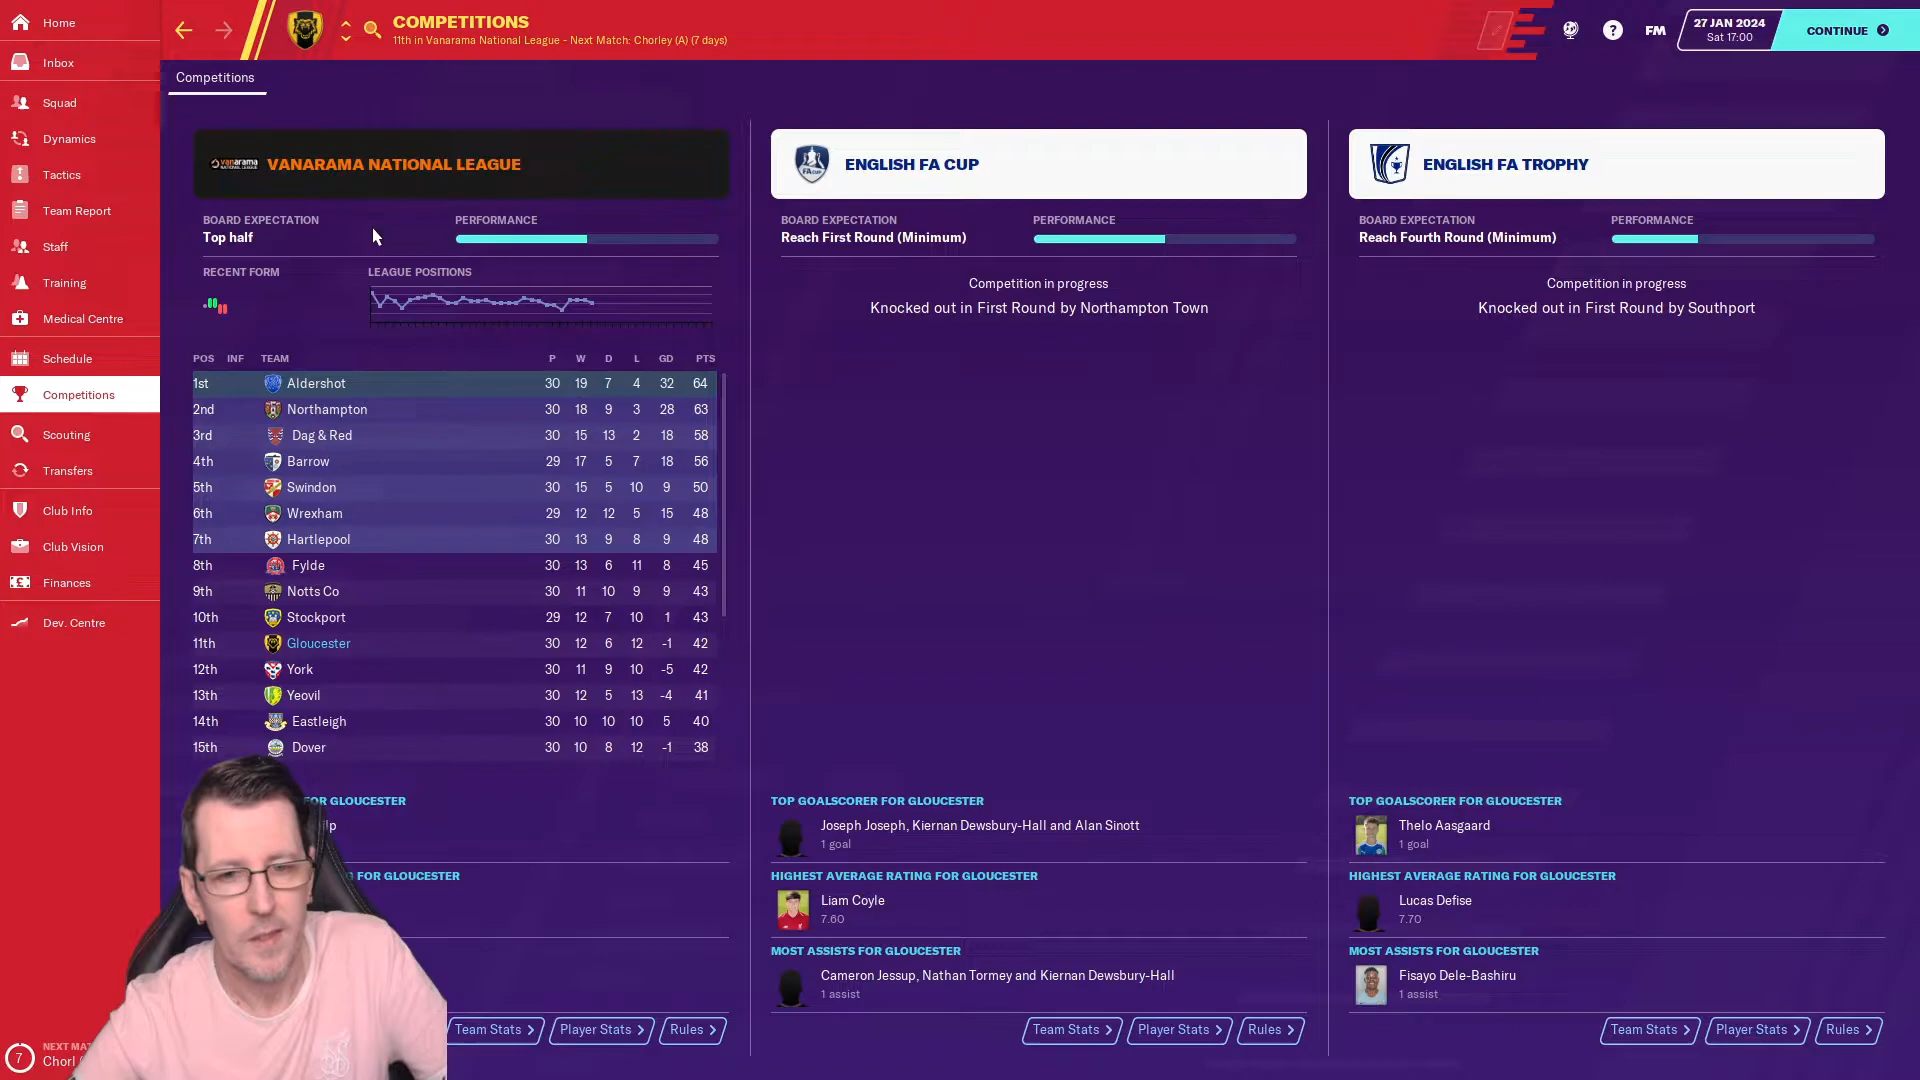 Home
Inbox
Squad
Dynamics
Tactics
Team Report
Staff
Training
Medical Centre
Schedule
Competitions
Scouting
Transfers
Club Info
Club Vision
Finances
Dev. Centre
7
NEXT MAT
Chorl
COMPETITIONS
11th in Vanarama National League - Next Match: Chorley (A) (7 days)
?
FM
27 JAN 2024
Sat 17:00
CONTINUE
Competitions
VANARAMA NATIONAL LEAGUE
BOARD EXPECTATION PERFORMANCE
Top half
RECENT FORM LEAGUE POSITIONS
POS INF TEAM P W D L GD PTS
1st Aldershot 30 19 7 4 32 64
2nd Northampton 30 18 9 3 28 63
3rd Dag & Red 30 15 13 2 18 58
4th Barrow 29 17 5 7 18 56
5th Swindon 30 15 5 10 9 50
6th Wrexham 29 12 12 5 15 48
7th Hartlepool 30 13 9 8 9 48
8th Fylde 30 13 6 11 8 45
9th Notts Co 30 11 10 9 9 43
10th Stockport 29 12 7 10 1 43
11th Gloucester 30 12 6 12 -1 42
12th York 30 11 9 10 -5 42
13th Yeovil 30 12 5 13 -4 41
14th Eastleigh 30 10 10 10 5 40
15th Dover 30 10 8 12 -1 38
FOR GLOUCESTER
lp
FOR GLOUCESTER
Team Stats Player Stats Rules
ENGLISH FA CUP
BOARD EXPECTATION PERFORMANCE
Reach First Round (Minimum)
Competition in progress
Knocked out in First Round by Northampton Town
TOP GOALSCORER FOR GLOUCESTER
Joseph Joseph, Kiernan Dewsbury-Hall and Alan Sinott
1 goal
HIGHEST AVERAGE RATING FOR GLOUCESTER
Liam Coyle
7.60
MOST ASSISTS FOR GLOUCESTER
Cameron Jessup, Nathan Tormey and Kiernan Dewsbury-Hall
1 assist
Team Stats Player Stats Rules
ENGLISH FA TROPHY
BOARD EXPECTATION PERFORMANCE
Reach Fourth Round (Minimum)
Competition in progress
Knocked out in First Round by Southport
TOP GOALSCORER FOR GLOUCESTER
Thelo Aasgaard
1 goal
HIGHEST AVERAGE RATING FOR GLOUCESTER
Lucas Defise
7.70
MOST ASSISTS FOR GLOUCESTER
Fisayo Dele-Bashiru
1 assist
Team Stats Player Stats Rules